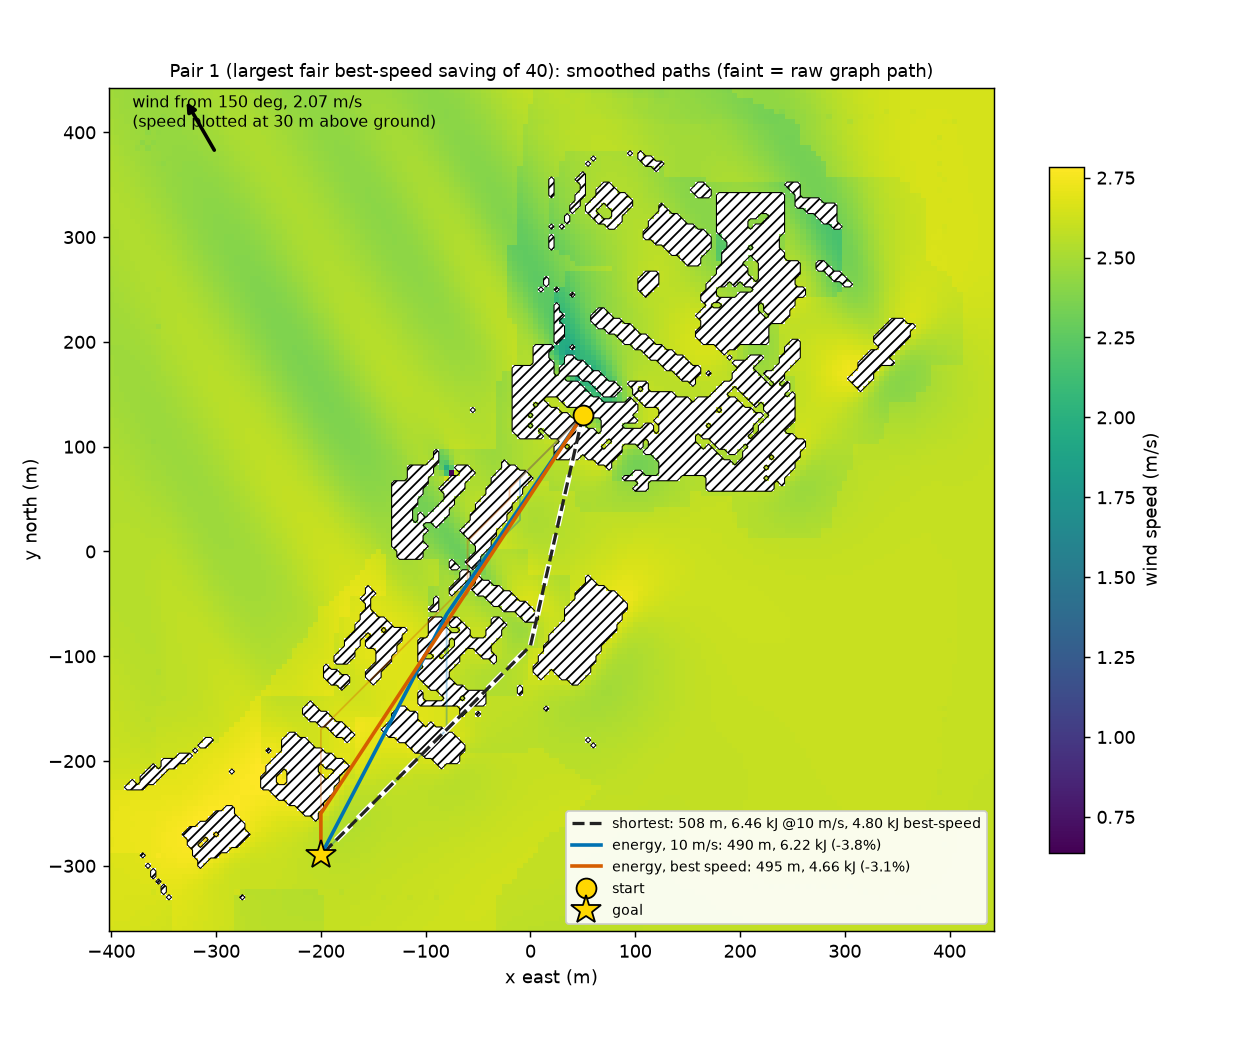 Pair 1 (largest fair best-speed saving of 40): smoothed paths (faint = raw graph path)
wind from 150 deg, 2.07 m/s
(speed plotted at 30 m above ground)
400
300
200
100
0
−100
−200
−300
y north (m)
−400 −300 −200 −100 0 100 200 300 400
x east (m)
shortest: 508 m, 6.46 kJ @10 m/s, 4.80 kJ best-speed
energy, 10 m/s: 490 m, 6.22 kJ (-3.8%)
energy, best speed: 495 m, 4.66 kJ (-3.1%)
start
goal
2.75
2.50
2.25
2.00
1.75
1.50
1.25
1.00
0.75
wind speed (m/s)